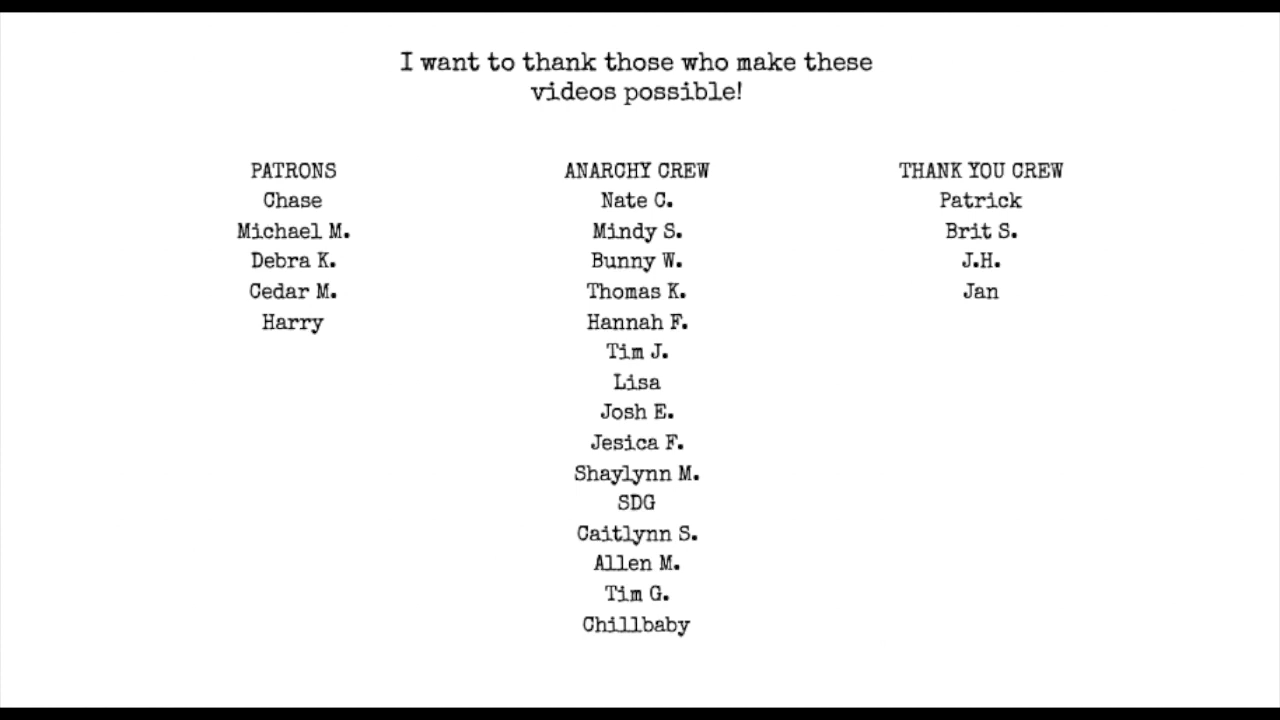 I want to thank those who make these
videos possible!
PATRONS
Chase
Michael M.
Debra K.
Cedar M.
Harry
ANARCHY CREW
Nate C.
Mindy S.
Bunny W.
Thomas K.
Hannah F.
Tim J.
Lisa
Josh E.
Jesica F.
Shaylynn M.
SDG
Caitlynn S.
Allen M.
Tim G.
Chillbaby
THANK YOU CREW
Patrick
Brit S.
J.H.
Jan